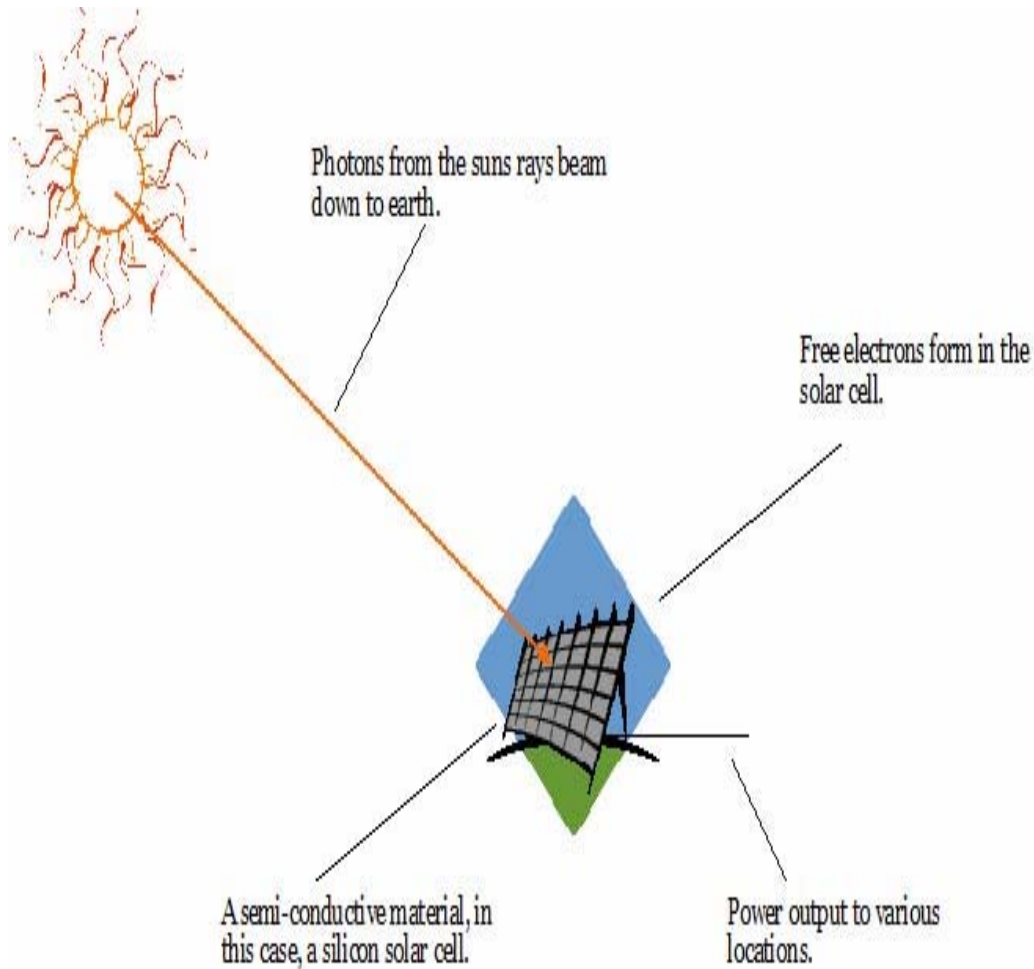 Photons from the suns rays beam
down to earth.
Free electrons form in the
solar cell.
A semi-conductive material, in
this case, a silicon solar cell.
Power output to various
locations.